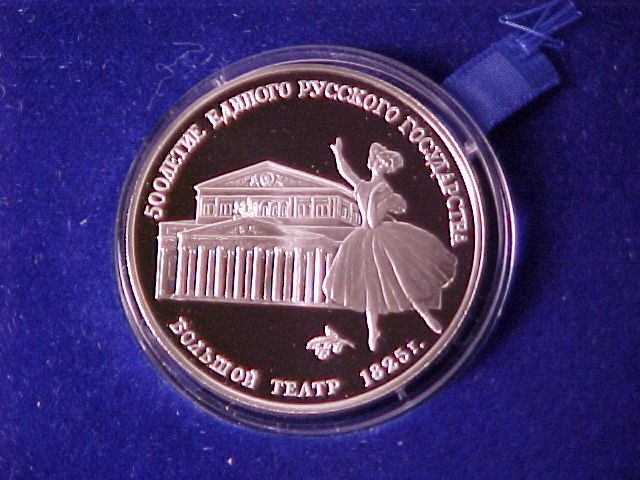 500ЛЕТИЕ ЕДИНОГО РУССКОГО ГОСУДАРСТВА
БОЛЬШОЙ ТЕАТР 1825г.